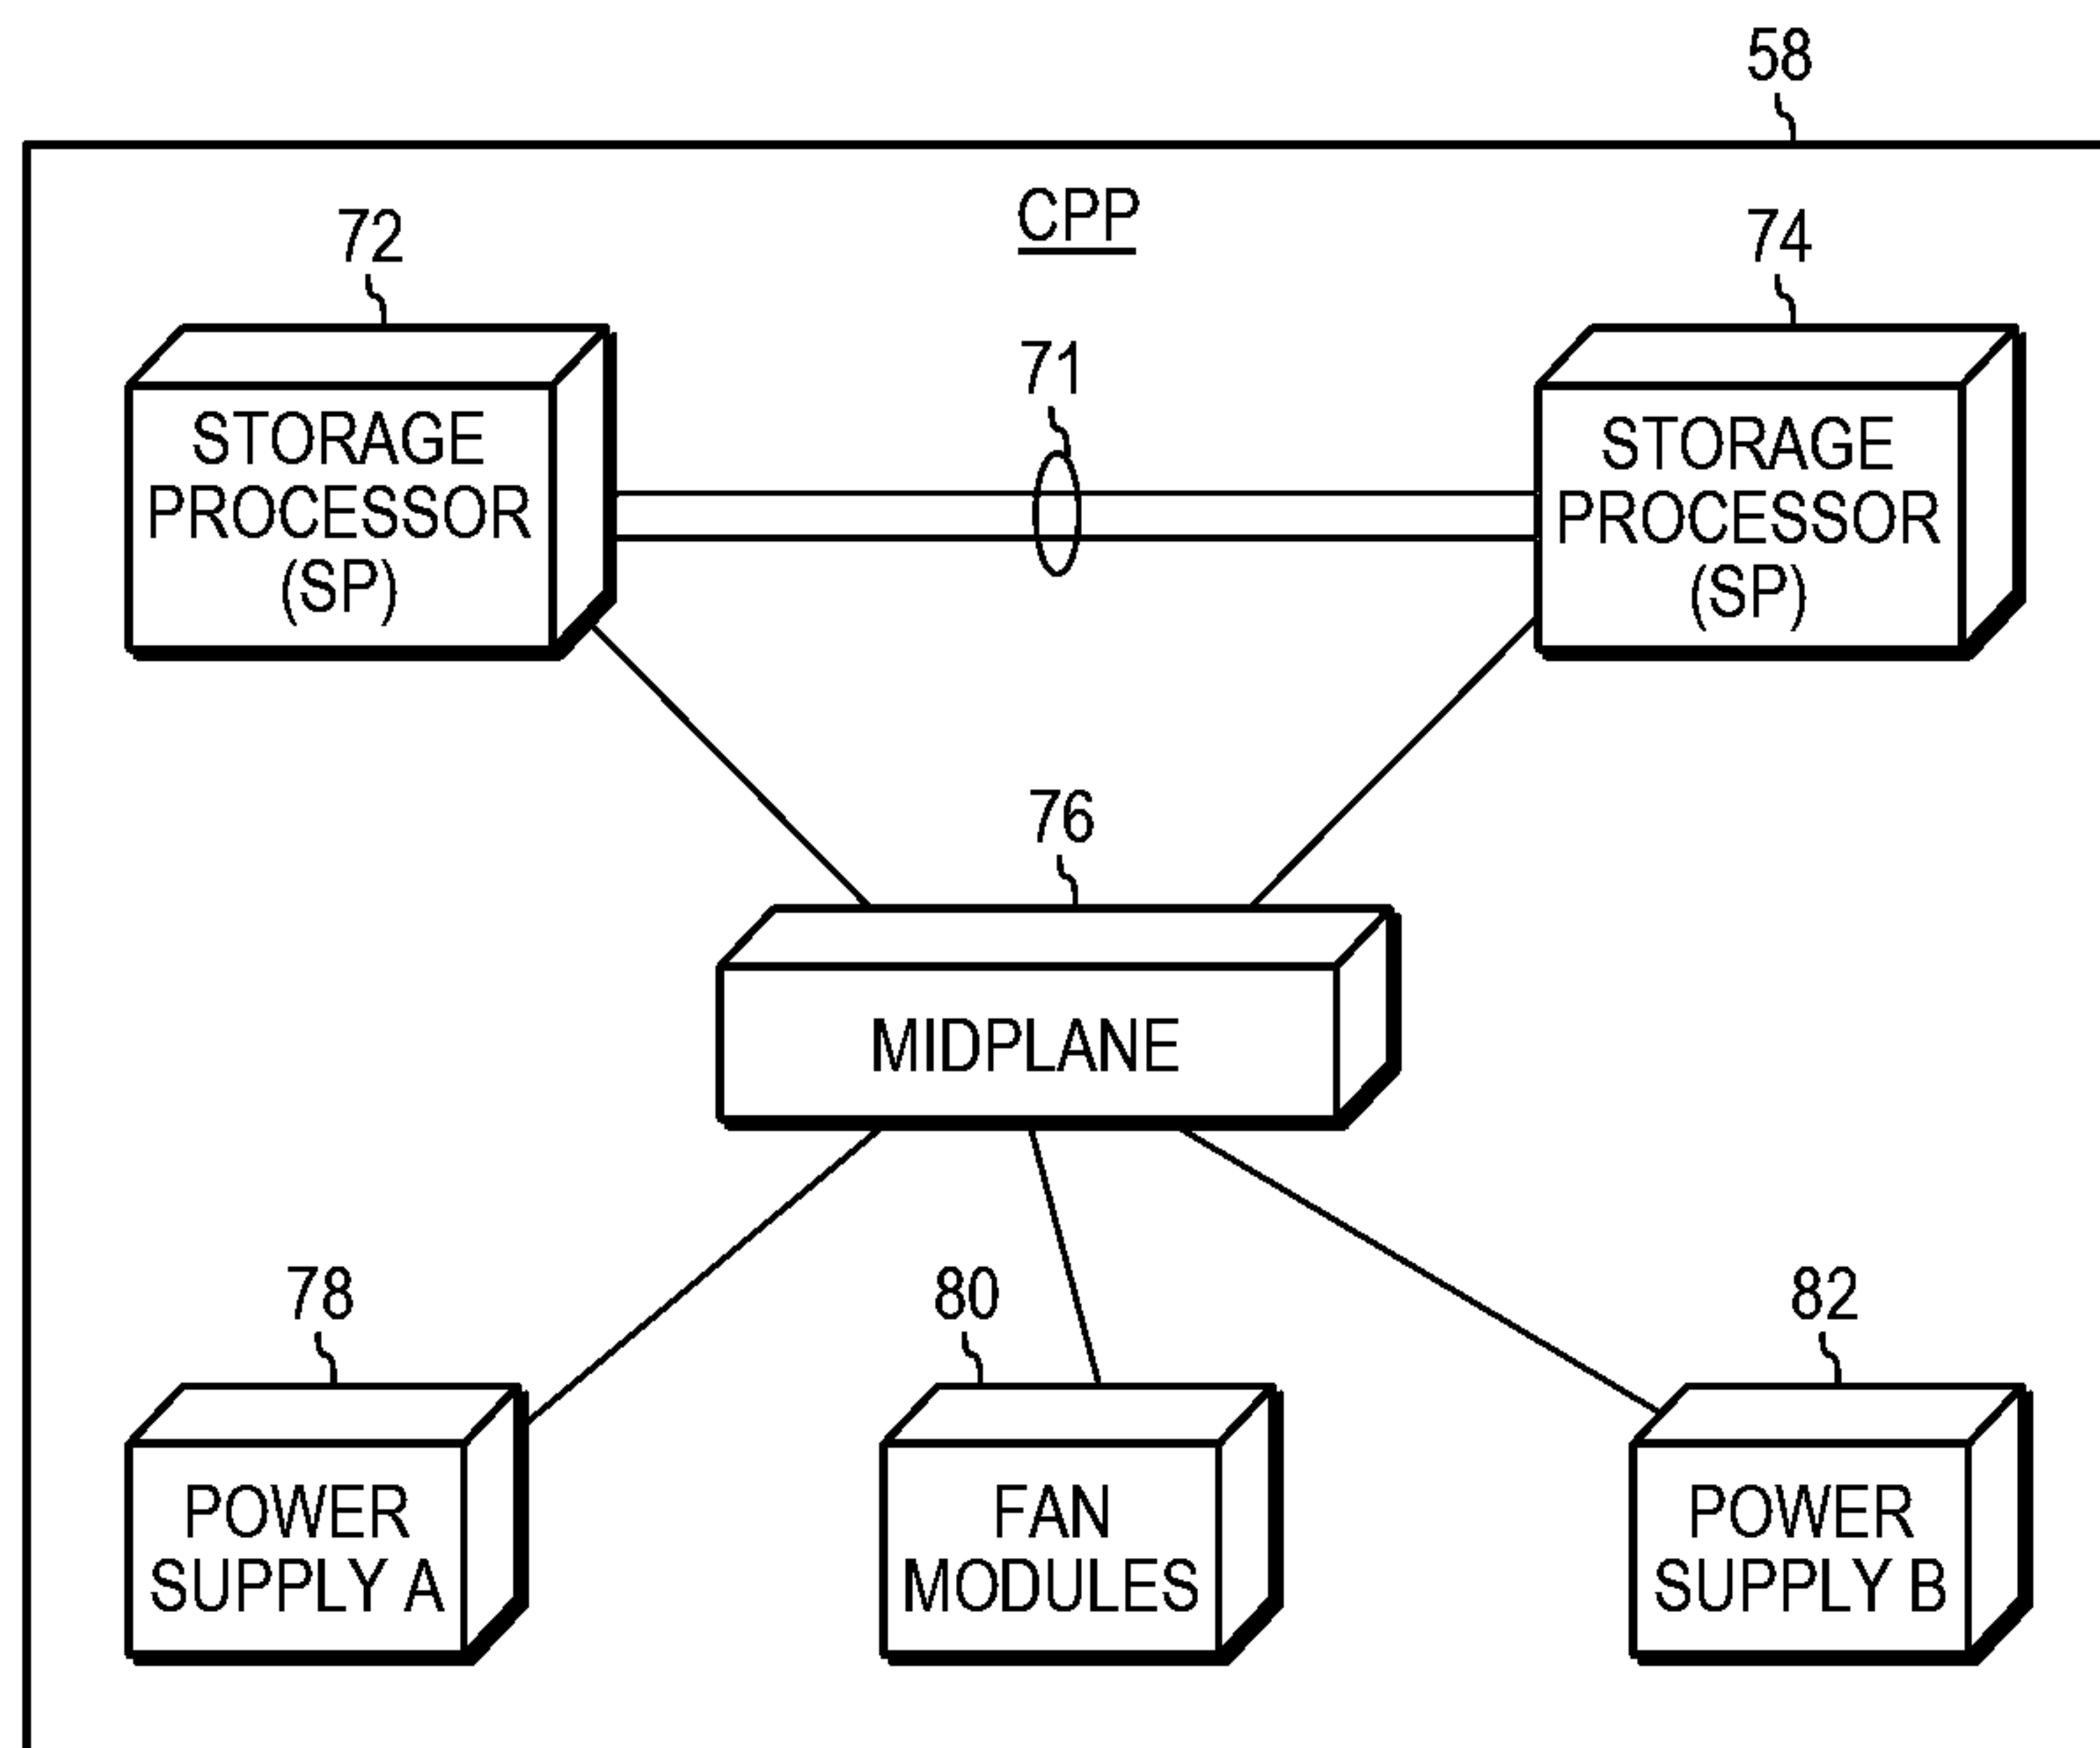 58
CPP
72
74
71
STORAGE
PROCESSOR
(SP)
STORAGE
PROCESSOR
(SP)
76
MIDPLANE
78
80
82
POWER
SUPPLY A
FAN
MODULES
POWER
SUPPLY B